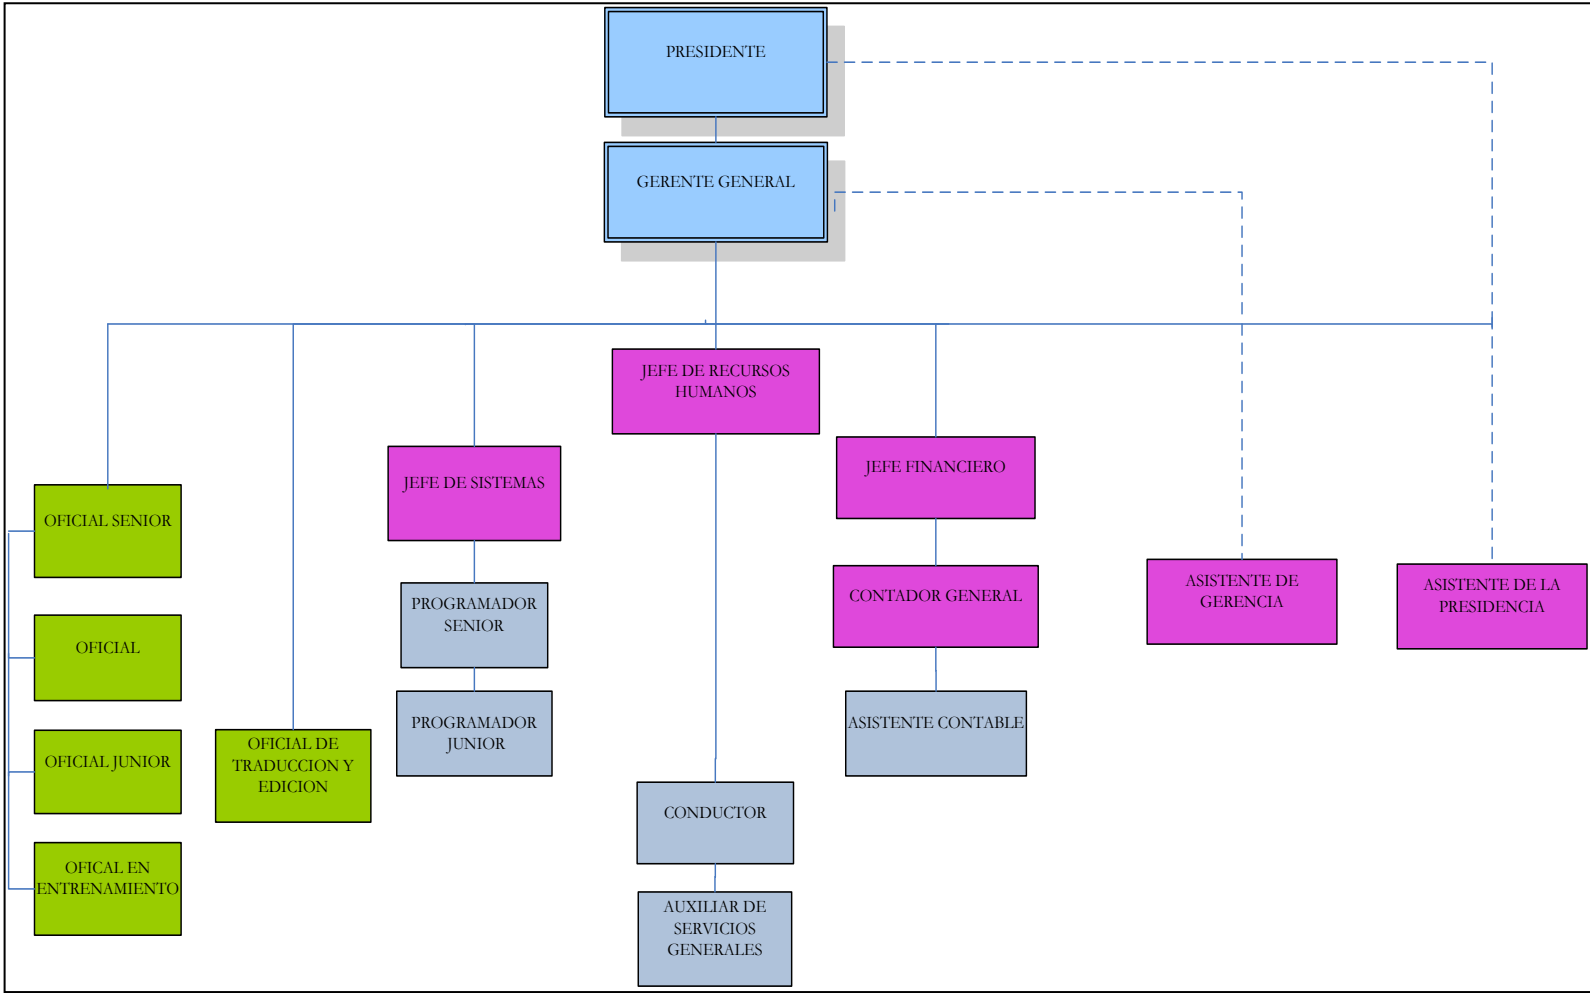 PRESIDENTE
GERENTE GENERAL
JEFE DE RECURSOS
HUMANOS
JEFE FINANCIERO
JEFE DE SISTEMAS
OFICIAL SENIOR
ASISTENTE DE
GERENCIA
ASISTENTE DE LA
PRESIDENCIA
CONTADOR GENERAL
PROGRAMADOR
SENIOR
OFICIAL
PROGRAMADOR
JUNIOR
ASISTENTE CONTABLE
OFICIAL JUNIOR
OFICIAL DE
TRADUCCION Y
EDICION
CONDUCTOR
OFICAL EN
ENTRENAMIENTO
AUXILIAR DE
SERVICIOS
GENERALES